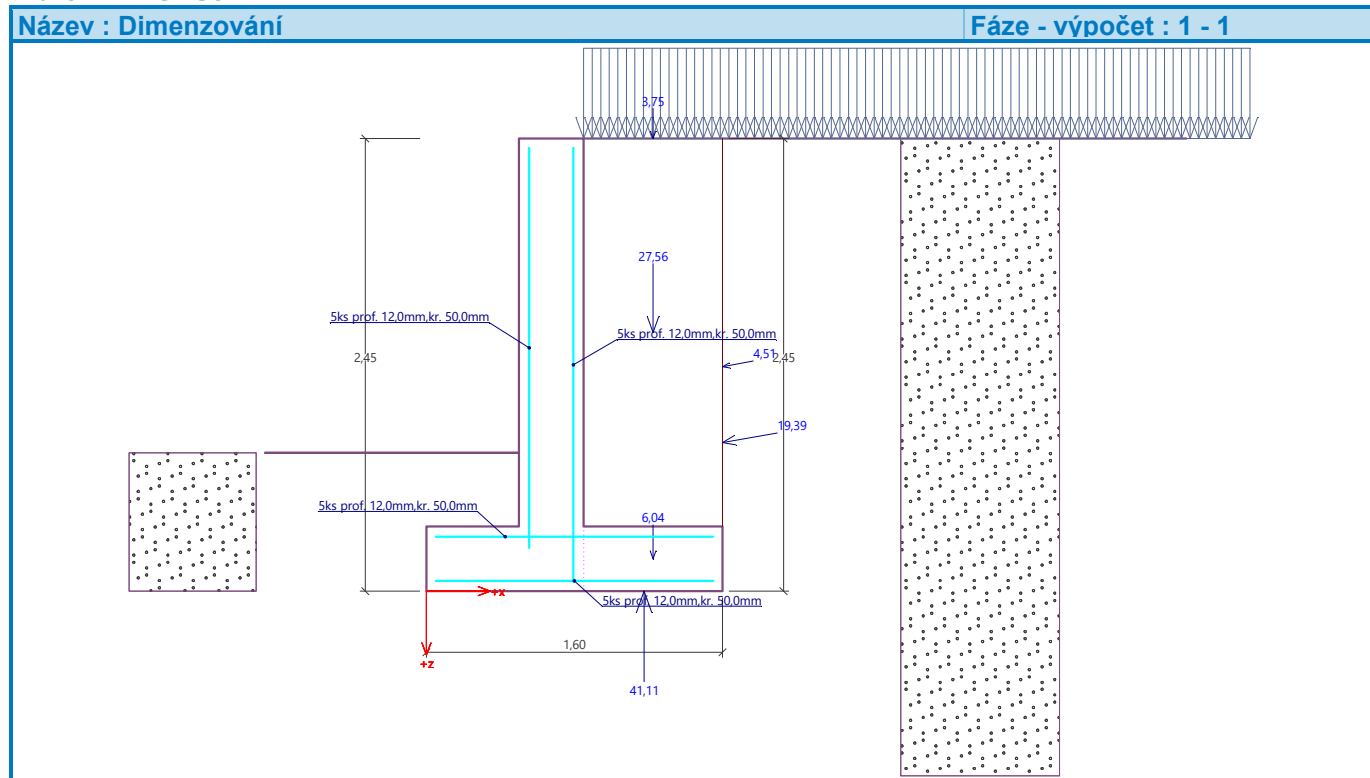 Název : Dimenzování
Fáze - výpočet : 1 - 1
3,75
27,56
5ks prof. 12,0mm,kr. 50,0mm
5ks prof. 12,0mm,kr. 50,0mm
2,45
4,51
2,45
19,39
5ks prof. 12,0mm,kr. 50,0mm
6,04
+x
5ks prof. 12,0mm,kr. 50,0mm
1,60
+z
41,11